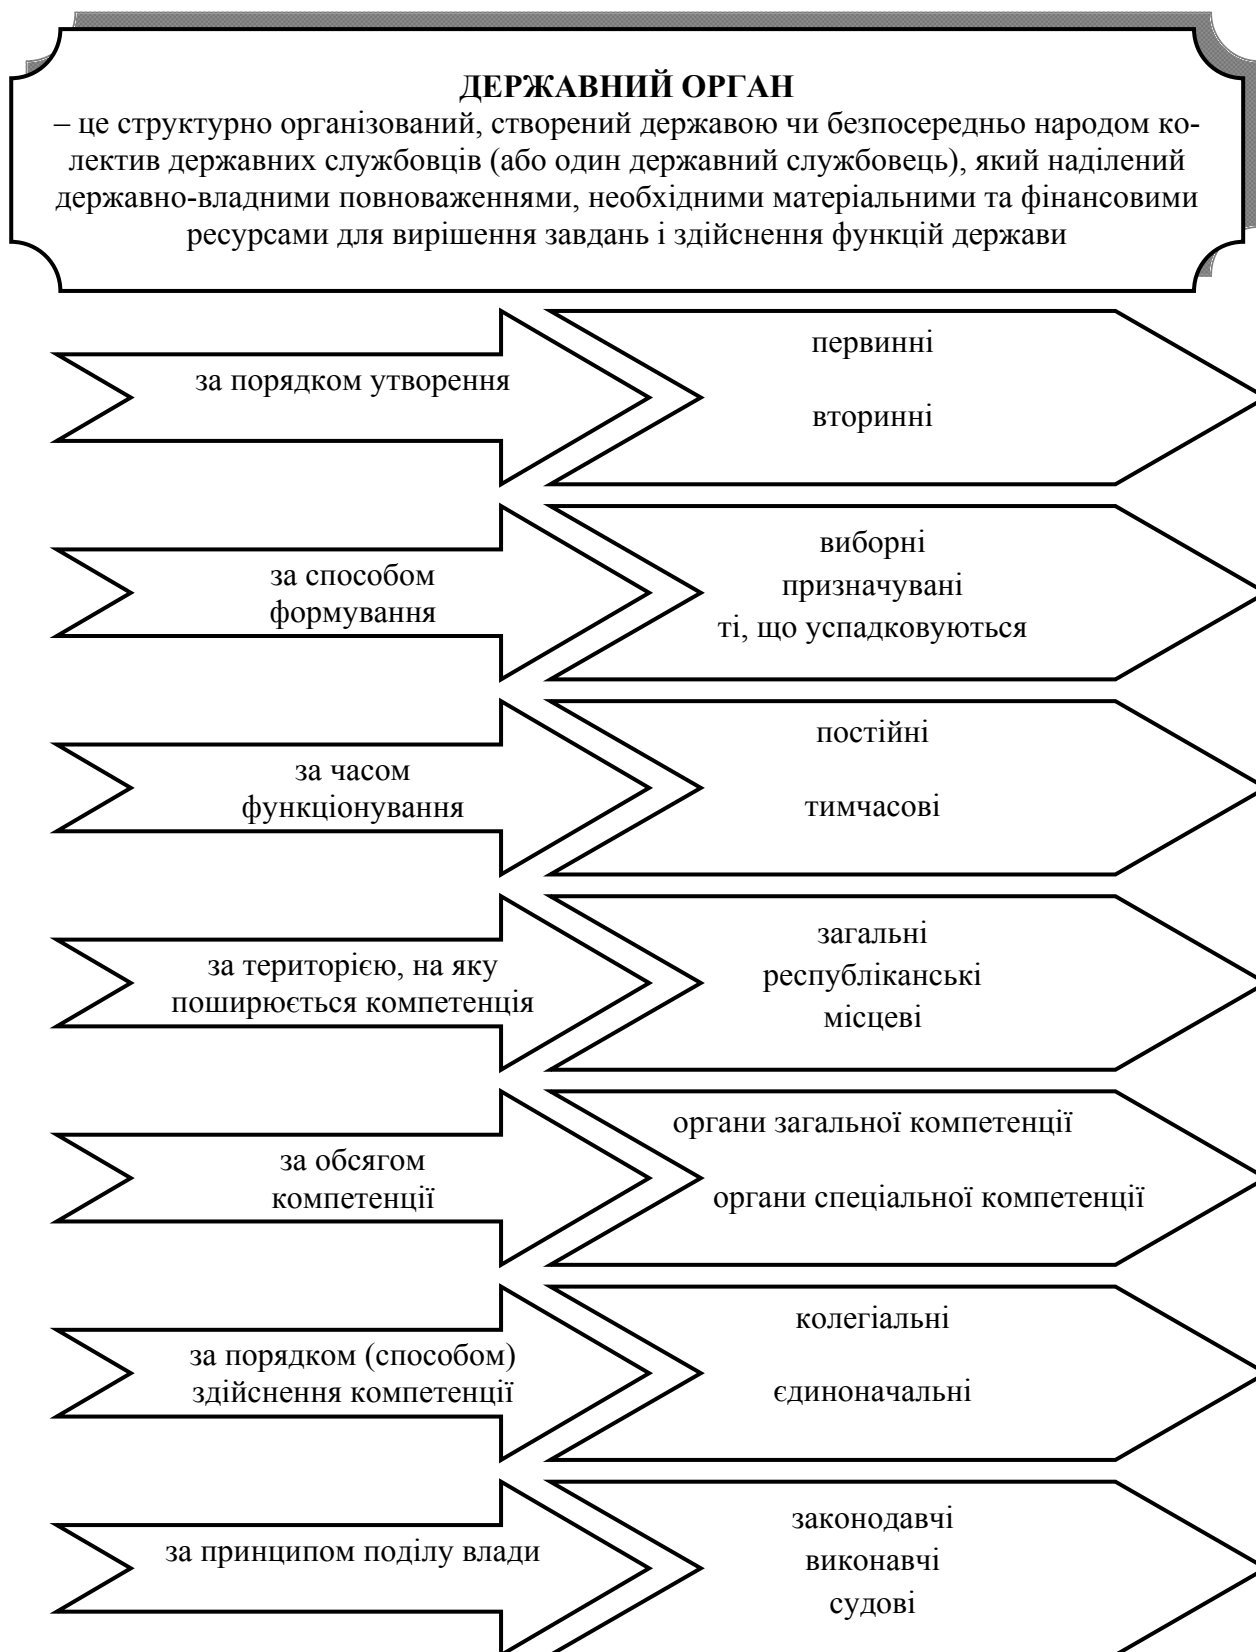 ДЕРЖАВНИЙ ОРГАН
– це структурно організований, створений державою чи безпосередньо народом ко-
лектив державних службовців (або один державний службовець), який наділений
державно-владними повноваженнями, необхідними матеріальними та фінансовими
ресурсами для вирішення завдань і здійснення функцій держави
за порядком утворення
первинні
вторинні
за способом
формування
виборні
призначувані
ті, що успадковуються
за часом
функціонування
постійні
тимчасові
за територією, на яку
поширюється компетенція
загальні
республіканські
місцеві
за обсягом
компетенції
органи загальної компетенції
органи спеціальної компетенції
за порядком (способом)
здійснення компетенції
колегіальні
єдиноначальні
за принципом поділу влади
законодавчі
виконавчі
судові